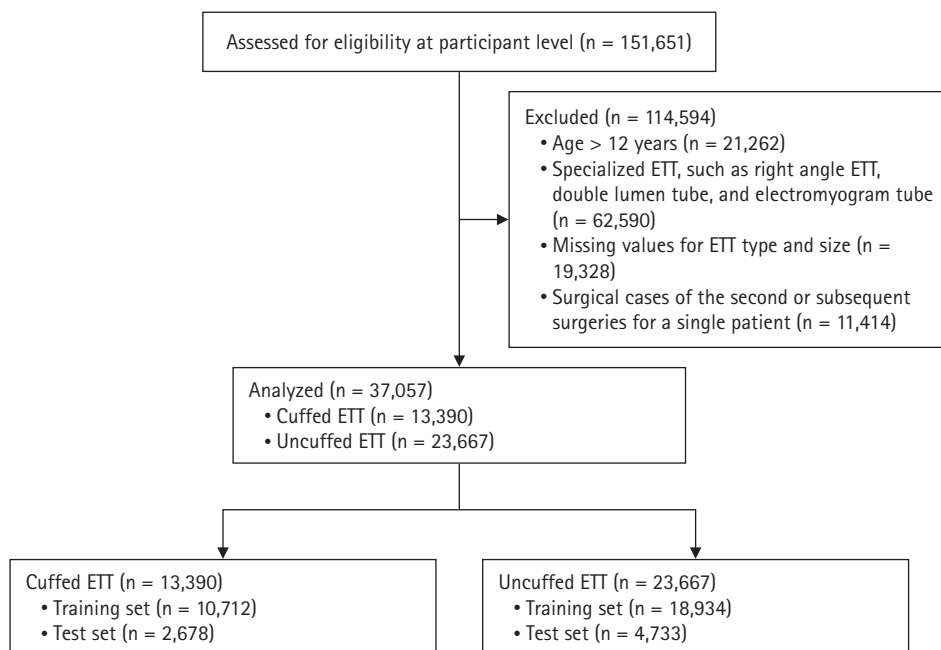 Assessed for eligibility at participant level (n = 151,651)
Excluded (n = 114,594)
• Age > 12 years (n = 21,262)
• Specialized ETT, such as right angle ETT,
double lumen tube, and electromyogram tube
(n = 62,590)
• Missing values for ETT type and size (n =
19,328)
• Surgical cases of the second or subsequent
surgeries for a single patient (n = 11,414)
Analyzed (n = 37,057)
• Cuffed ETT (n = 13,390)
• Uncuffed ETT (n = 23,667)
Cuffed ETT (n = 13,390)
• Training set (n = 10,712)
• Test set (n = 2,678)
Uncuffed ETT (n = 23,667)
• Training set (n = 18,934)
• Test set (n = 4,733)